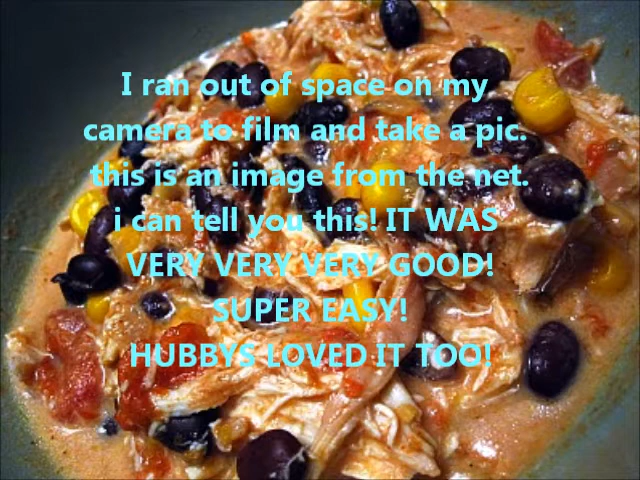 I ran out of space on my
camera to film and take a pic.
this is an image from the net.
i can tell you this! IT WAS
VERY VERY VERY GOOD!
SUPER EASY!
HUBBYS LOVED IT TOO!